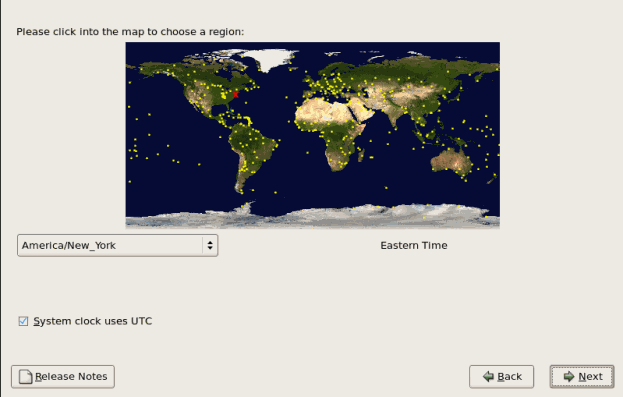 Please click into the map to choose a region:
America/New_York
Eastern Time
System clock uses UTC
Release Notes
Back
Next